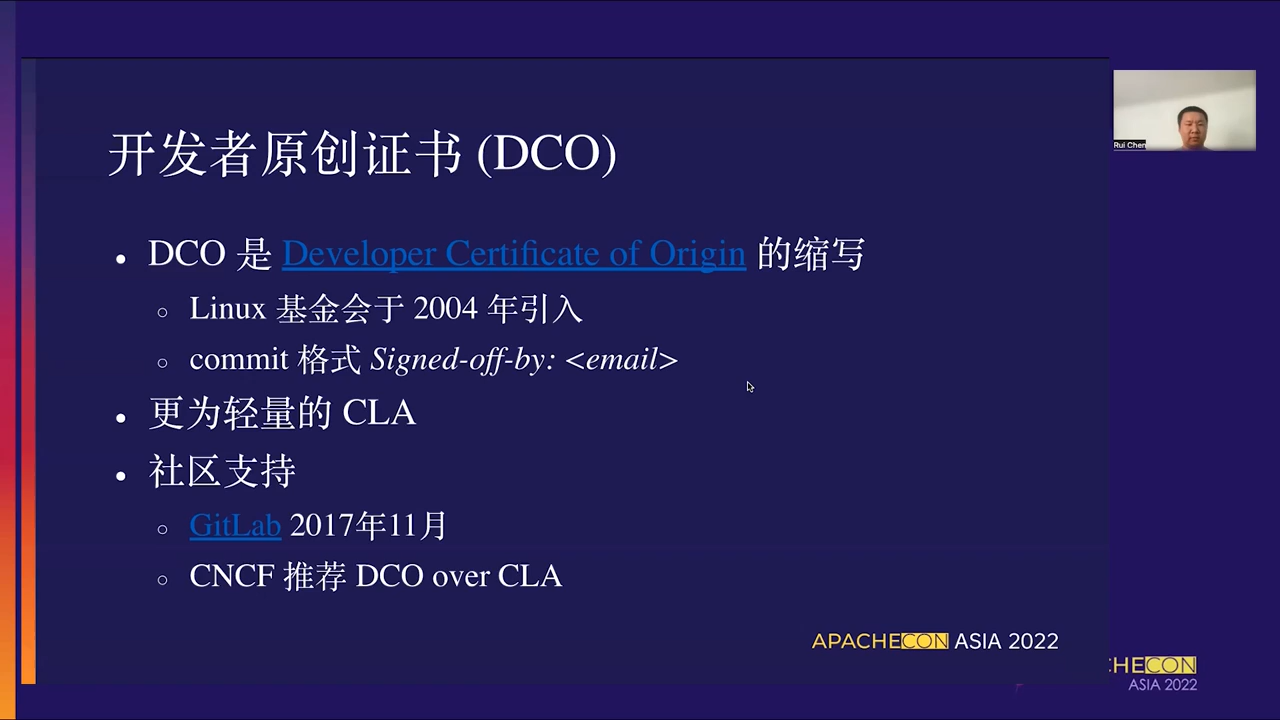 开发者原创证书 (DCO)
DCO 是 Developer Certificate of Origin 的缩写
Linux 基金会于 2004 年引入
commit 格式 Signed-off-by: <email>
更为轻量的 CLA
社区支持
GitLab 2017年11月
CNCF 推荐 DCO over CLA
APACHECON ASIA 2022
Rui Chen
CHECON
ASIA 2022